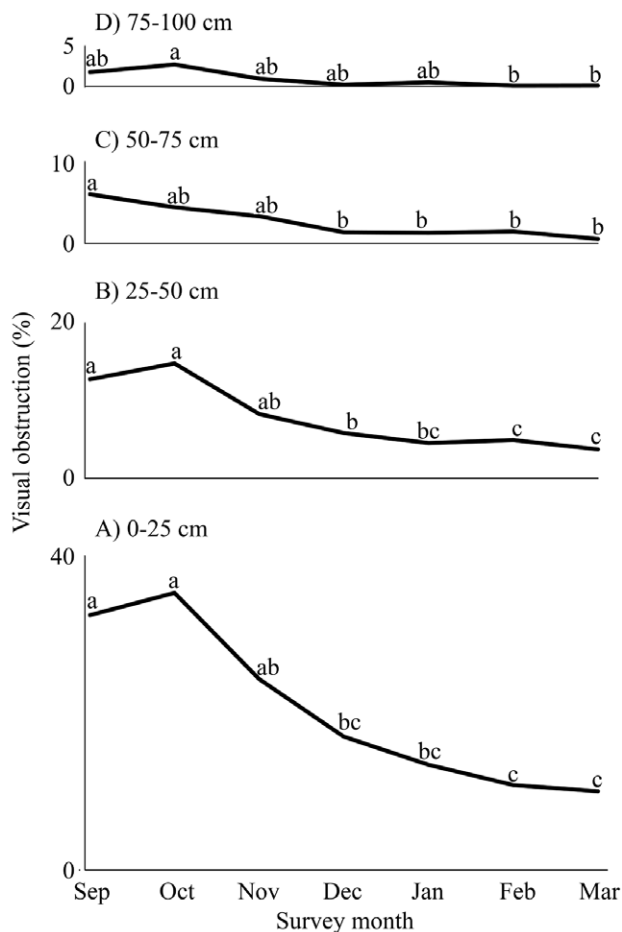 D) 75-100 cm
5
0
ab a ab ab ab b b
C) 50-75 cm
10
0
a ab ab b b b b
B) 25-50 cm
20
0
a a ab b bc c c
A) 0-25 cm
40
0
a a ab bc bc c c
Visual obstruction (%)
Sep Oct Nov Dec Jan Feb Mar
Survey month